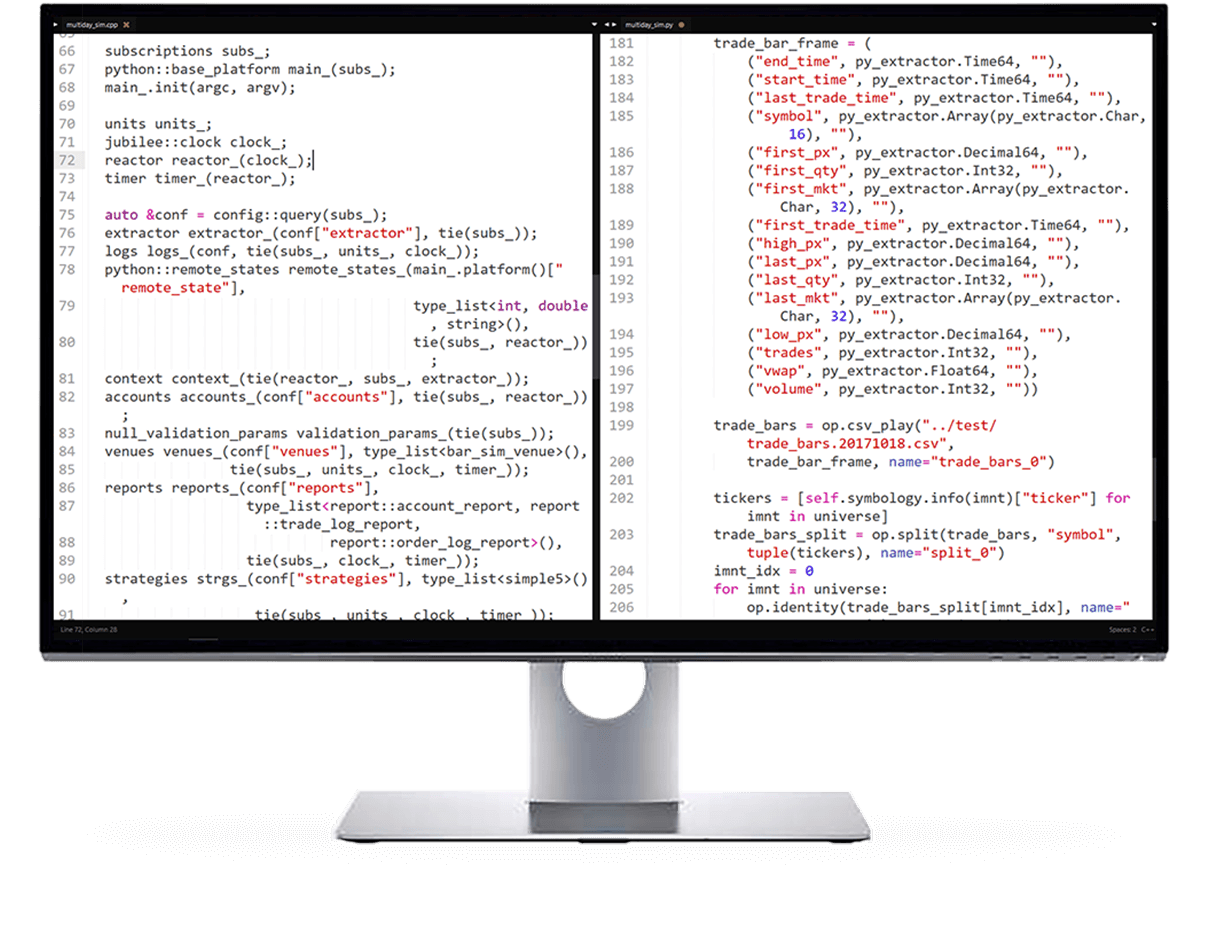 multiday_sim.cpp
66 subscriptions subs_;
67 python::base_platform main_(subs_);
68 main_.init(argc, argv);
69
70 units units_;
71 jubilee::clock clock_;
72 reactor reactor_(clock_);
73 timer timer_(reactor_);
74
75 auto &conf = config::query(subs_);
76 extractor extractor_(conf["extractor"], tie(subs_));
77 logs logs_(conf, tie(subs_, units_, clock_));
78 python::remote_states remote_states_(main_.platform()["
remote_state"],
79 type_list<int, double
, string>(),
80 tie(subs_, reactor_))
;
81 context context_(tie(reactor_, subs_, extractor_));
82 accounts accounts_(conf["accounts"], tie(subs_, reactor_))
;
83 null_validation_params validation_params_(tie(subs_));
84 venues venues_(conf["venues"], type_list<bar_sim_venue>(),
85 tie(subs_, units_, clock_, timer_));
86 reports reports_(conf["reports"],
87 type_list<report::account_report, report
::trade_log_report,
88 report::order_log_report>(),
89 tie(subs_, clock_, timer_));
90 strategies strgs_(conf["strategies"], type_list<simple5>()
,
91 tie(subs_, units_, clock_, timer_));
Line 72, Column 28
multiday_sim.py
181 trade_bar_frame = (
182 ("end_time", py_extractor.Time64, ""),
183 ("start_time", py_extractor.Time64, ""),
184 ("last_trade_time", py_extractor.Time64, ""),
185 ("symbol", py_extractor.Array(py_extractor.Char,
16), ""),
186 ("first_px", py_extractor.Decimal64, ""),
187 ("first_qty", py_extractor.Int32, ""),
188 ("first_mkt", py_extractor.Array(py_extractor.
Char, 32), ""),
189 ("first_trade_time", py_extractor.Time64, ""),
190 ("high_px", py_extractor.Decimal64, ""),
191 ("last_px", py_extractor.Decimal64, ""),
192 ("last_qty", py_extractor.Int32, ""),
193 ("last_mkt", py_extractor.Array(py_extractor.
Char, 32), ""),
194 ("low_px", py_extractor.Decimal64, ""),
195 ("trades", py_extractor.Int32, ""),
196 ("vwap", py_extractor.Float64, ""),
197 ("volume", py_extractor.Int32, ""))
198
199 trade_bars = op.csv_play("../test/
trade_bars.20171018.csv",
200 trade_bar_frame, name="trade_bars_0")
201
202 tickers = [self.symbology.info(imnt)["ticker"] for
imnt in universe]
203 trade_bars_split = op.split(trade_bars, "symbol",
tuple(tickers), name="split_0")
204 imnt_idx = 0
205 for imnt in universe:
206 op.identity(trade_bars_split[imnt_idx], name="
Spaces: 2 C++